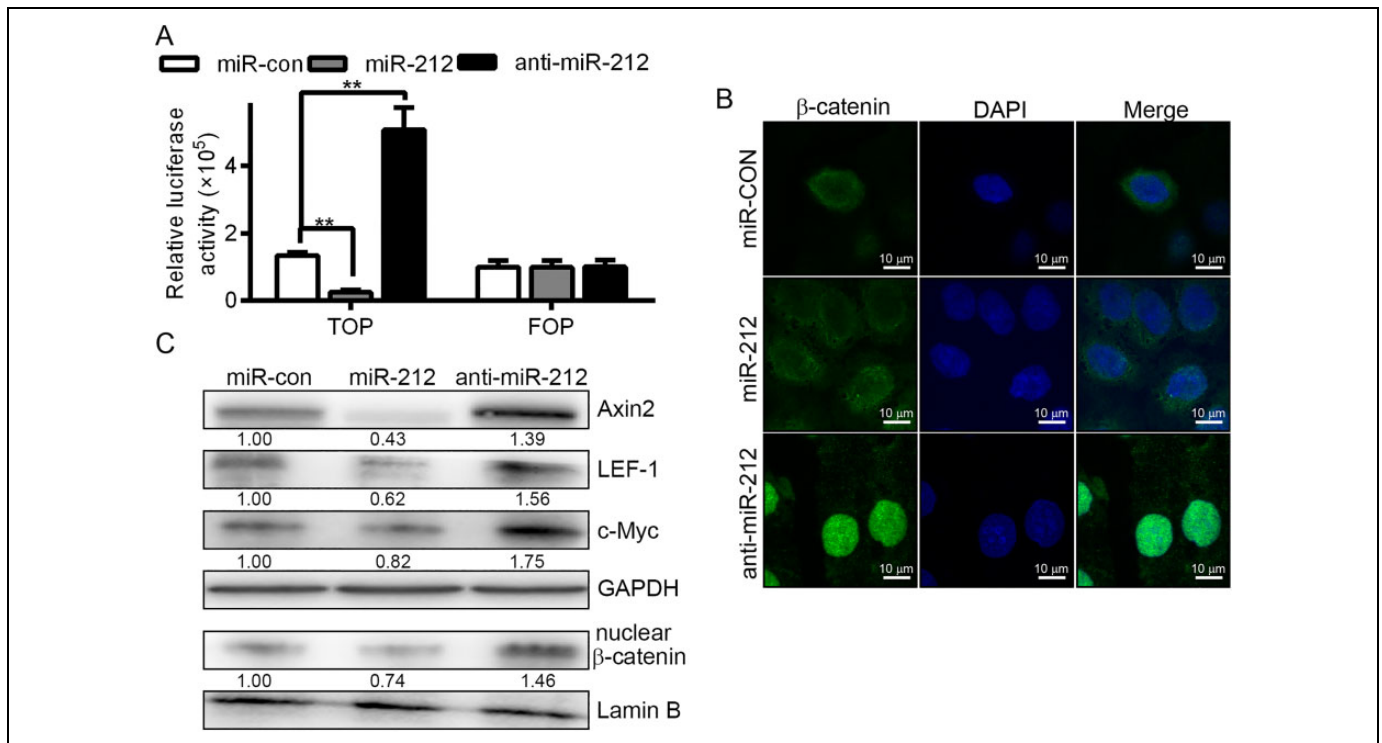 A
miR-con miR-212 anti-miR-212
**
**
Relative luciferase
activity (×10⁵)
4
2
0
TOP FOP
B
β-catenin DAPI Merge
miR-CON
10 μm 10 μm 10 μm
miR-212
10 μm 10 μm 10 μm
anti-miR-212
10 μm 10 μm 10 μm
C
miR-con miR-212 anti-miR-212
Axin2
1.00 0.43 1.39
LEF-1
1.00 0.62 1.56
c-Myc
1.00 0.82 1.75
GAPDH
nuclear
β-catenin
1.00 0.74 1.46
Lamin B